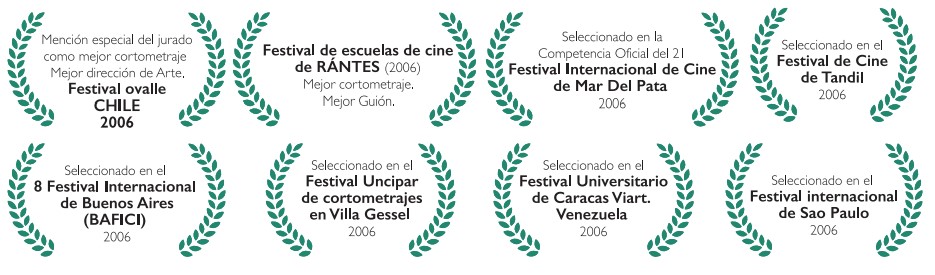 Mención especial del jurado
como mejor cortometraje
Mejor dirección de Arte.
Festival ovalle
CHILE
2006
Festival de escuelas de cine
de RÁNTES (2006)
Mejor cortometraje.
Mejor Guión.
Seleccionado en la
Competencia Oficial del 21
Festival Internacional de Cine
de Mar Del Pata
2006
Seleccionado en el
Festival de Cine
de Tandil
2006
Seleccionado en el
8 Festival Internacional
de Buenos Aires
(BAFICI)
2006
Seleccionado en el
Festival Uncipar
de cortometrajes
en Villa Gessel
2006
Seleccionado en el
Festival Universitario
de Caracas Viart.
Venezuela
2006
Seleccionado en el
Festival internacional
de Sao Paulo
2006